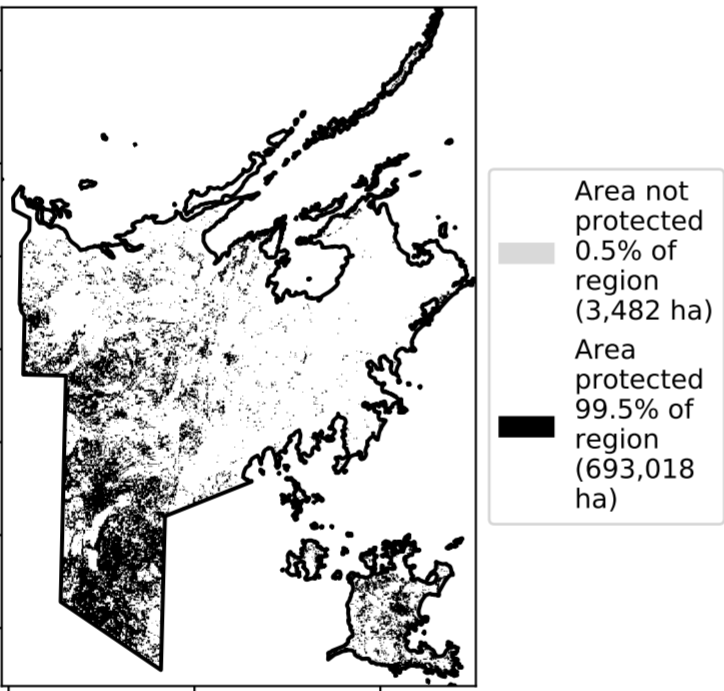 Area not
protected
0.5% of
region
(3,482 ha)
Area
protected
99.5% of
region
(693,018
ha)